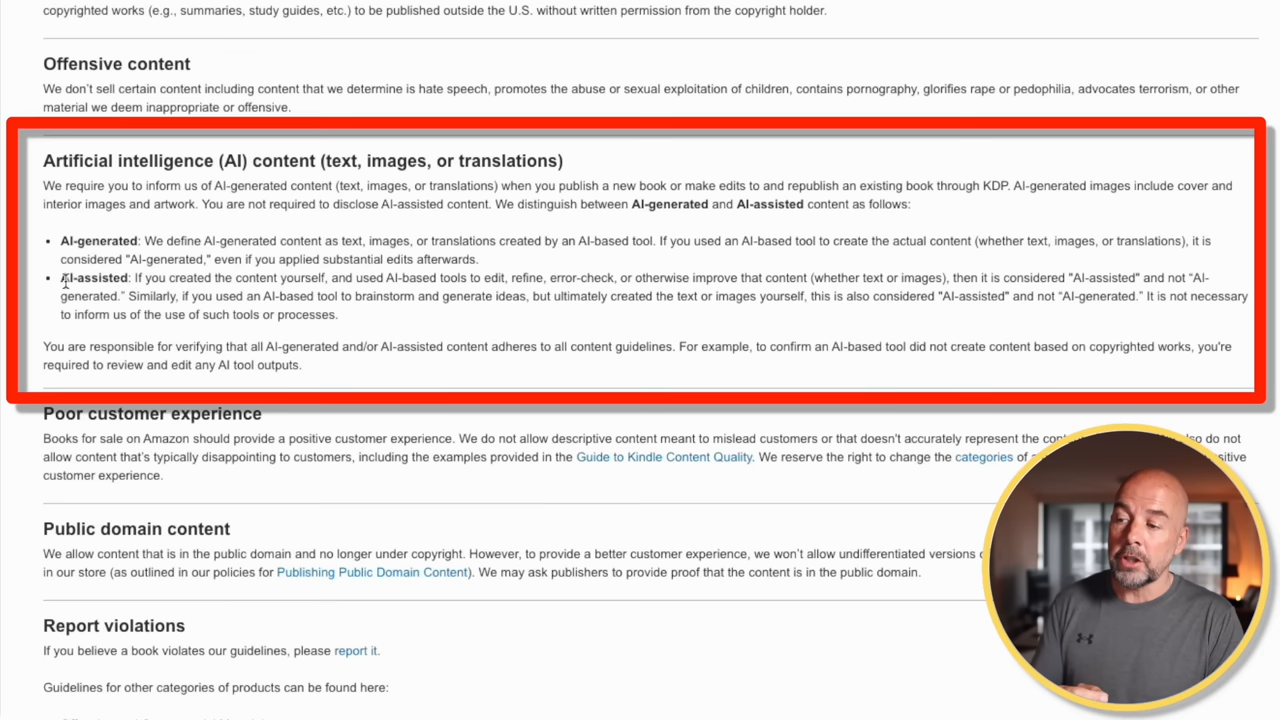 copyrighted works (e.g., summaries, study guides, etc.) to be published outside the U.S. without written permission from the copyright holder.
Offensive content
We don't sell certain content including content that we determine is hate speech, promotes the abuse or sexual exploitation of children, contains pornography, glorifies rape or pedophilia, advocates terrorism, or other
material we deem inappropriate or offensive.
Artificial intelligence (AI) content (text, images, or translations)
We require you to inform us of AI-generated content (text, images, or translations) when you publish a new book or make edits to and republish an existing book through KDP. AI-generated images include cover and
interior images and artwork. You are not required to disclose AI-assisted content. We distinguish between AI-generated and AI-assisted content as follows:
• AI-generated: We define AI-generated content as text, images, or translations created by an AI-based tool. If you used an AI-based tool to create the actual content (whether text, images, or translations), it is
considered "AI-generated," even if you applied substantial edits afterwards.
• AI-assisted: If you created the content yourself, and used AI-based tools to edit, refine, error-check, or otherwise improve that content (whether text or images), then it is considered "AI-assisted" and not “AI-
generated.” Similarly, if you used an AI-based tool to brainstorm and generate ideas, but ultimately created the text or images yourself, this is also considered "AI-assisted" and not “AI-generated.” It is not necessary
to inform us of the use of such tools or processes.
You are responsible for verifying that all AI-generated and/or AI-assisted content adheres to all content guidelines. For example, to confirm an AI-based tool did not create content based on copyrighted works, you're
required to review and edit any AI tool outputs.
Poor customer experience
Books for sale on Amazon should provide a positive customer experience. We do not allow descriptive content meant to mislead customers or that doesn't accurately represent the do not
allow content that's typically disappointing to customers, including the examples provided in the Guide to Kindle Content Quality. We reserve the right to change the categories of
customer experience.
Public domain content
We allow content that is in the public domain and no longer under copyright. However, to provide a better customer experience, we won't allow undifferentiated versions
in our store (as outlined in our policies for Publishing Public Domain Content). We may ask publishers to provide proof that the content is in the public domain.
Report violations
If you believe a book violates our guidelines, please report it.
Guidelines for other categories of products can be found here: